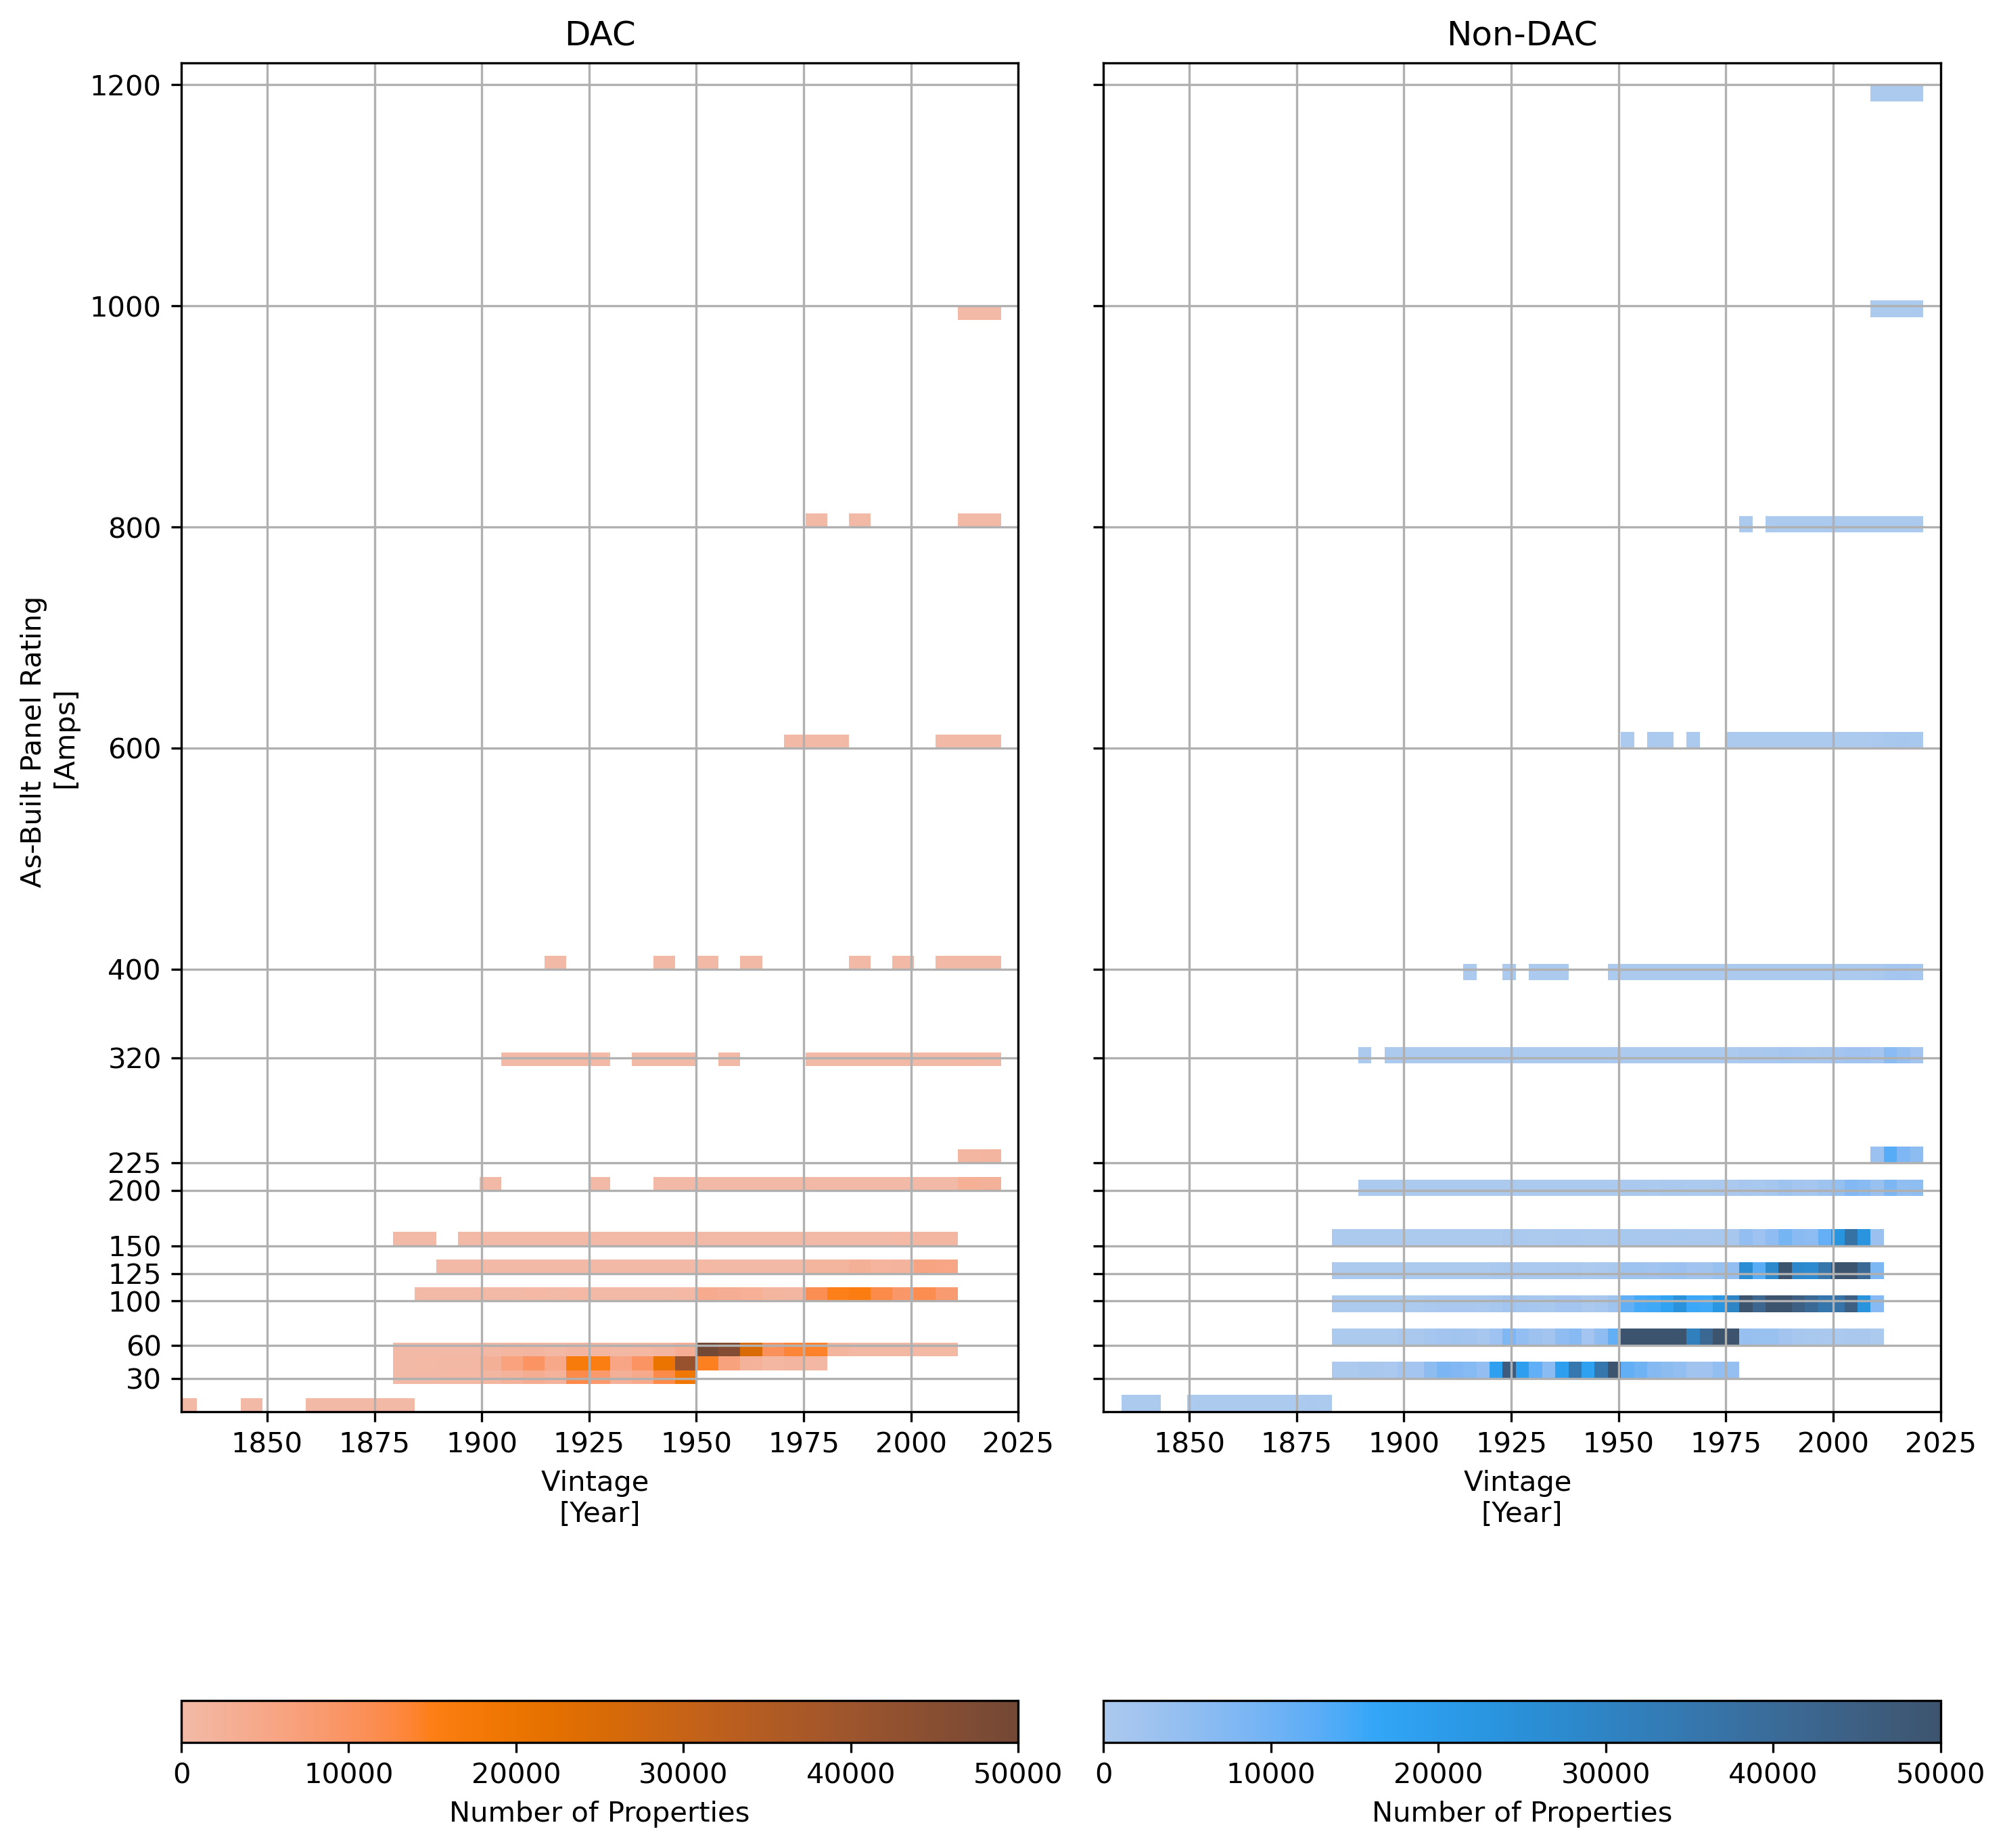 DAC
Non-DAC
1200
1000
800
600
400
320
225
200
150
125
100
60
30
As-Built Panel Rating
[Amps]
1850 1875 1900 1925 1950 1975 2000 2025
1850 1875 1900 1925 1950 1975 2000 2025
Vintage
[Year]
Vintage
[Year]
0 10000 20000 30000 40000 50000
0 10000 20000 30000 40000 50000
Number of Properties
Number of Properties